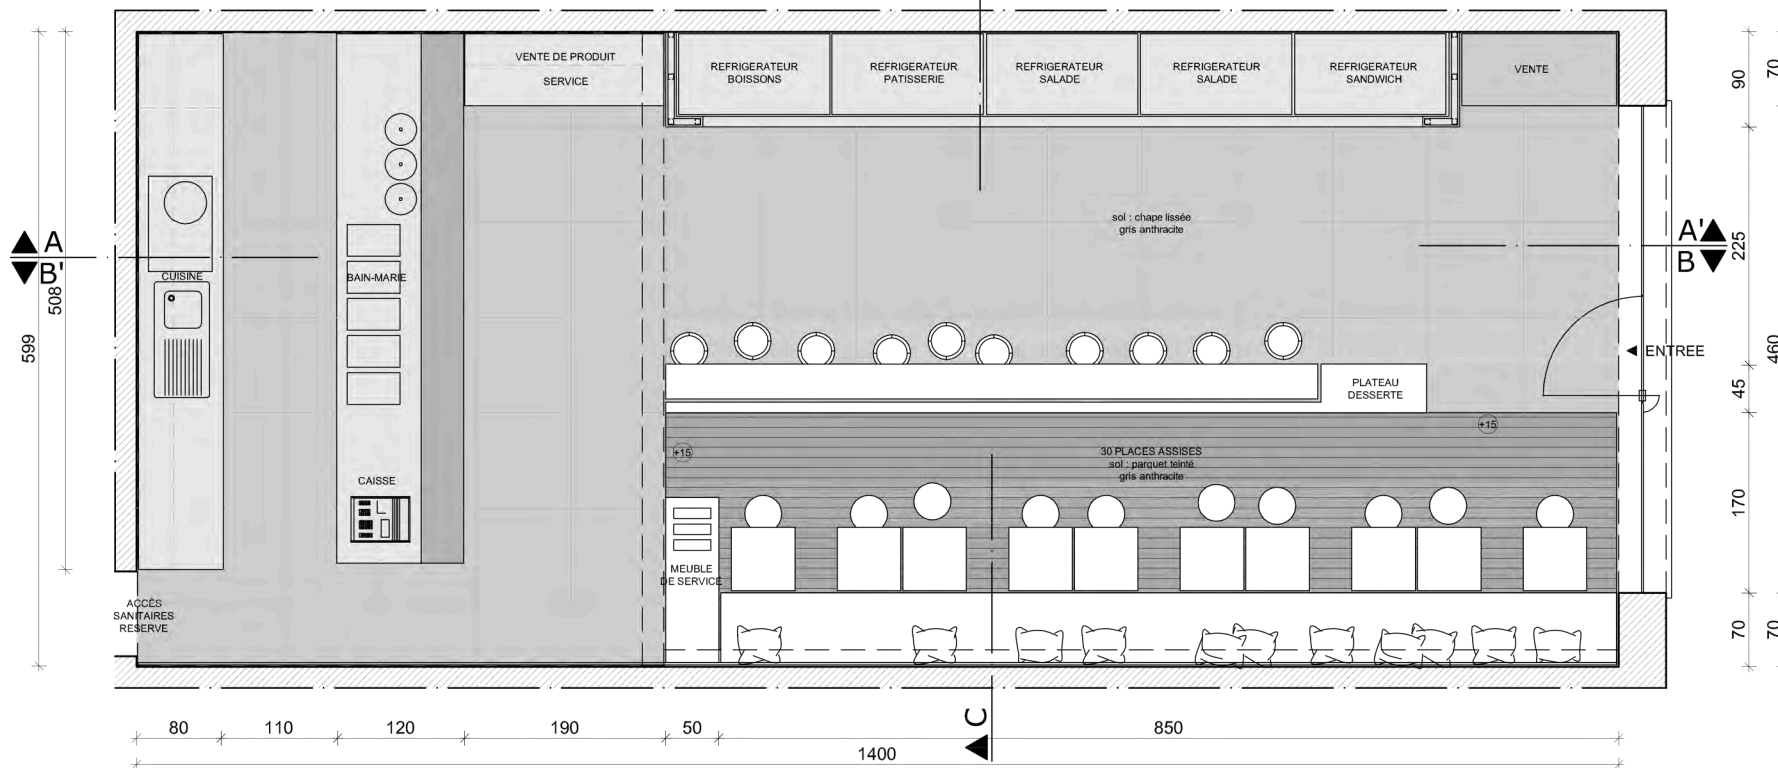 VENTE DE PRODUIT
SERVICE
REFRIGERATEUR
BOISSONS
REFRIGERATEUR
PATISSERIE
REFRIGERATEUR
SALADE
REFRIGERATEUR
SALADE
REFRIGERATEUR
SANDWICH
VENTE
90
70
sol : chape lissée
gris anthracite
A
B'
A'
B
225
CUISINE
BAIN-MARIE
508
599
ENTREE
460
PLATEAU
DESSERTE
45
+15
+15
30 PLACES ASSISES
sol : parquet teinté
gris anthracite
CAISSE
170
MEUBLE
DE SERVICE
ACCÈS
SANITAIRES
RESERVE
70
70
C
80
110
120
190
50
850
1400